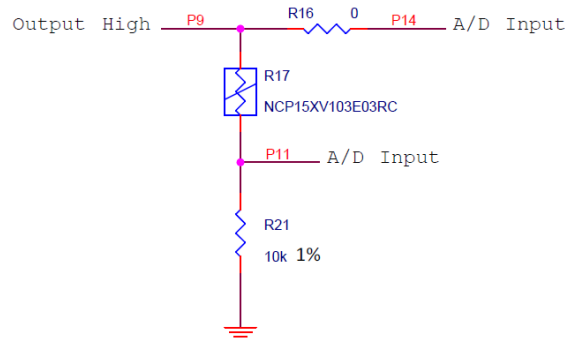 R16 0
Output High P9 P14 A/D Input
R17
NCP15XV103E03RC
P11 A/D Input
R21
10k 1%